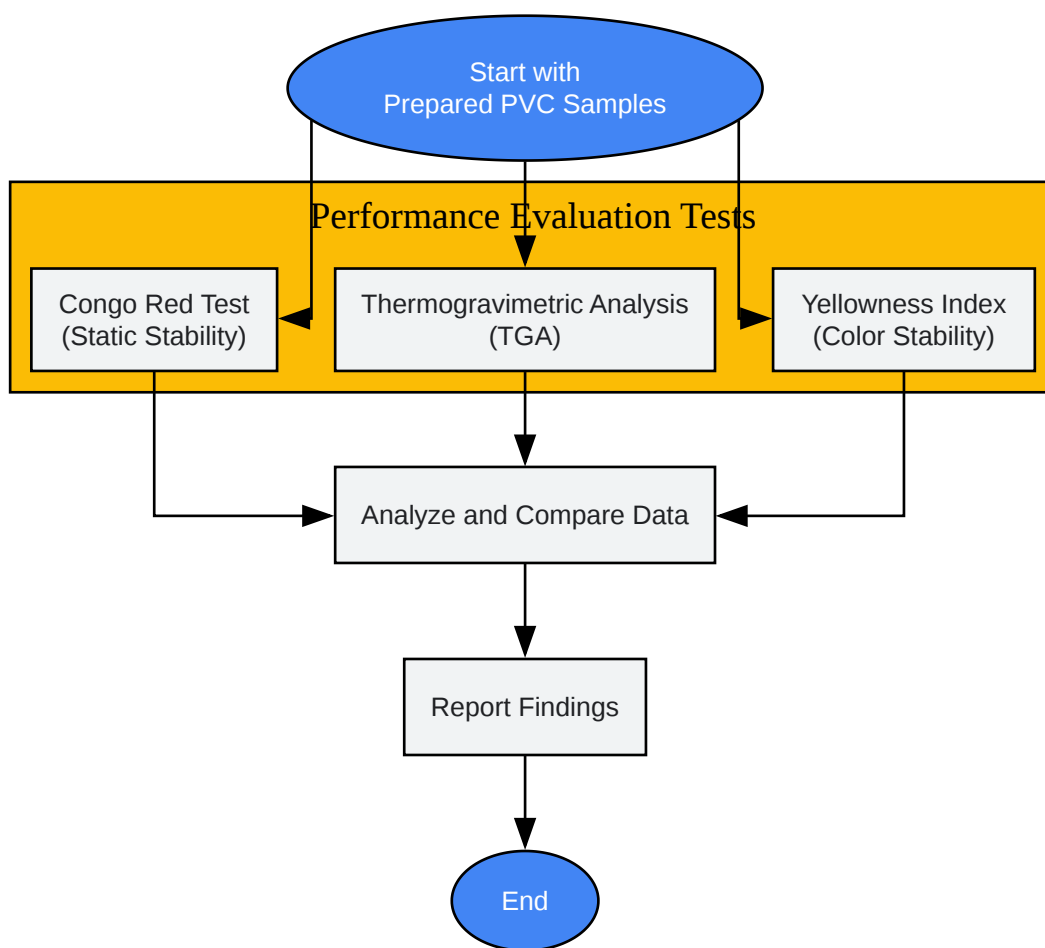 Start with
Prepared PVC Samples
Performance Evaluation Tests
Congo Red Test
(Static Stability)
Thermogravimetric Analysis
(TGA)
Yellowness Index
(Color Stability)
Analyze and Compare Data
Report Findings
End